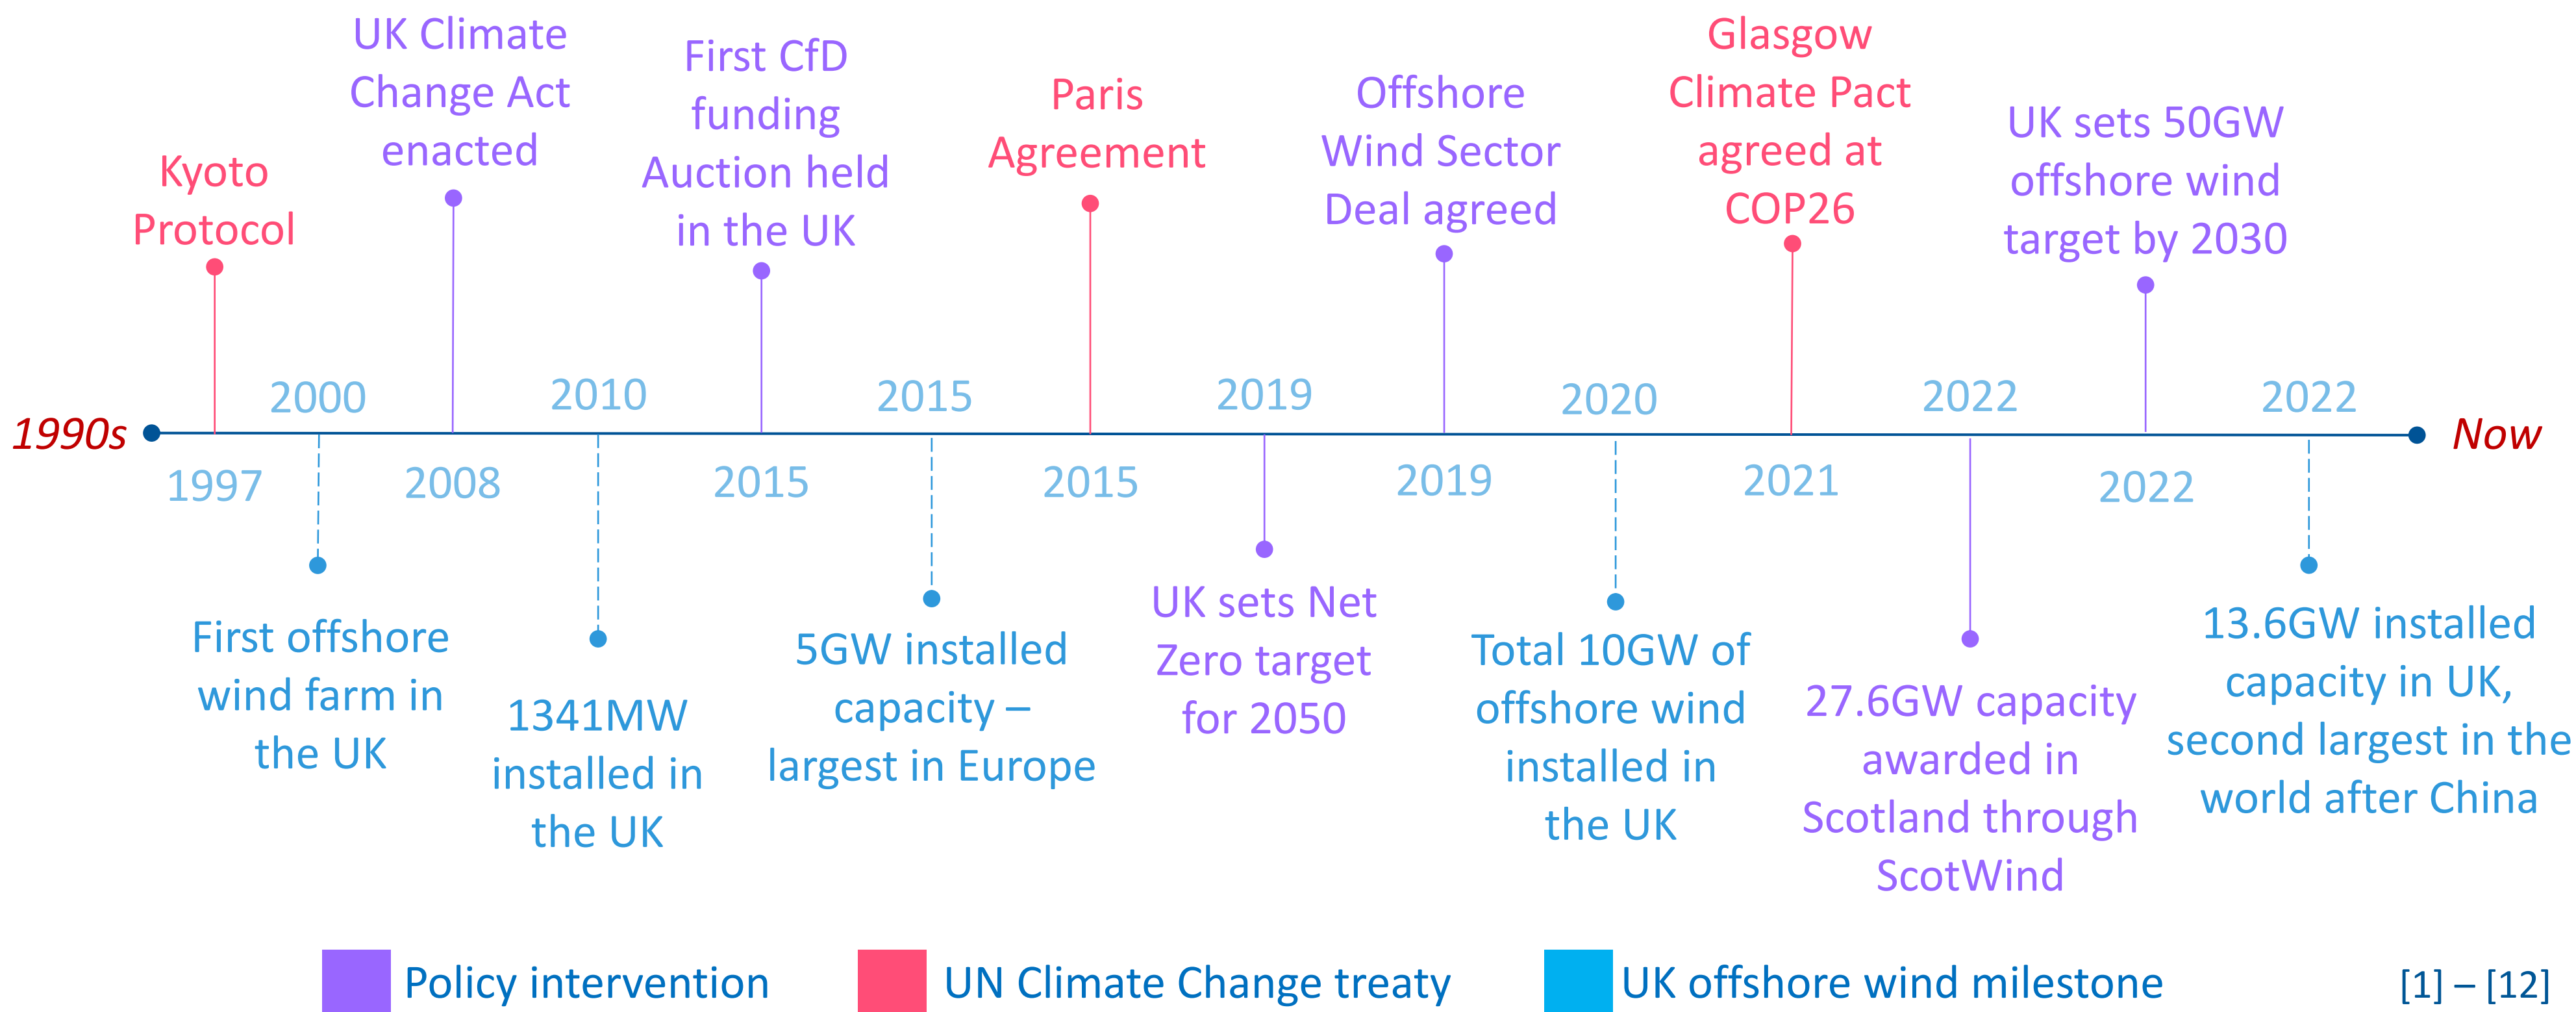 Kyoto
Protocol
UK Climate
Change Act
enacted
First CfD
funding
Auction held
in the UK
Paris
Agreement
Offshore
Wind Sector
Deal agreed
Glasgow
Climate Pact
agreed at
COP26
UK sets 50GW
offshore wind
target by 2030
2000
2010
2015
2019
2020
2022
2022
1990s
Now
1997
2008
2015
2015
2019
2021
2022
First offshore
wind farm in
the UK
1341MW
installed in
the UK
5GW installed
capacity –
largest in Europe
UK sets Net
Zero target
for 2050
Total 10GW of
offshore wind
installed in
the UK
27.6GW capacity
awarded in
Scotland through
ScotWind
13.6GW installed
capacity in UK,
second largest in the
world after China
Policy intervention
UN Climate Change treaty
UK offshore wind milestone
[1] – [12]